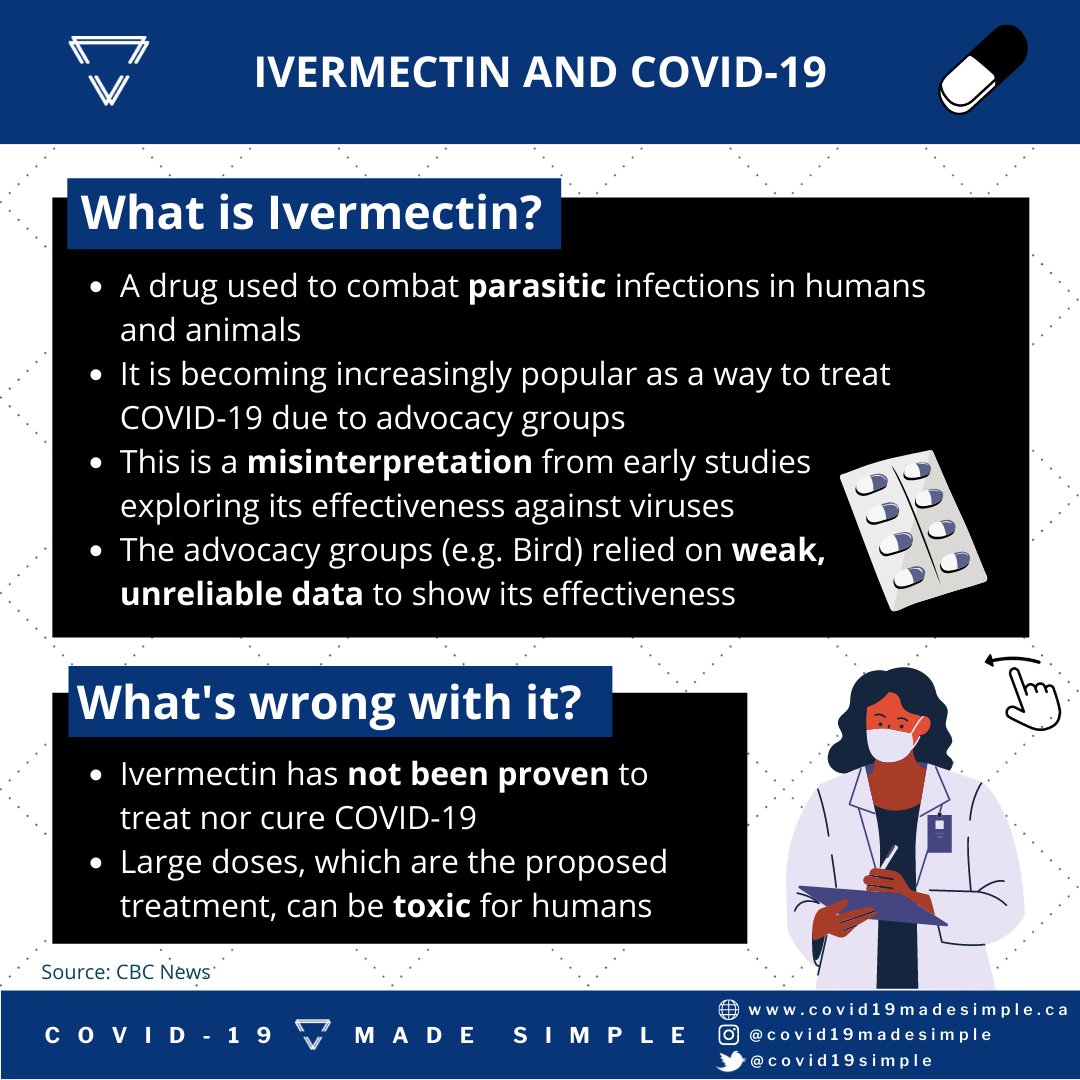 IVERMECTIN AND COVID-19
What is Ivermectin?
• A drug used to combat parasitic infections in humans
and animals
• It is becoming increasingly popular as a way to treat
COVID-19 due to advocacy groups
• This is a misinterpretation from early studies
exploring its effectiveness against viruses
• The advocacy groups (e.g. Bird) relied on weak,
unreliable data to show its effectiveness
What's wrong with it?
• Ivermectin has not been proven to
treat nor cure COVID-19
• Large doses, which are the proposed
treatment, can be toxic for humans
Source: CBC News
COVID-19 MADE SIMPLE
www.covid19madesimple.ca
@covid19madesimple
@covid19simple